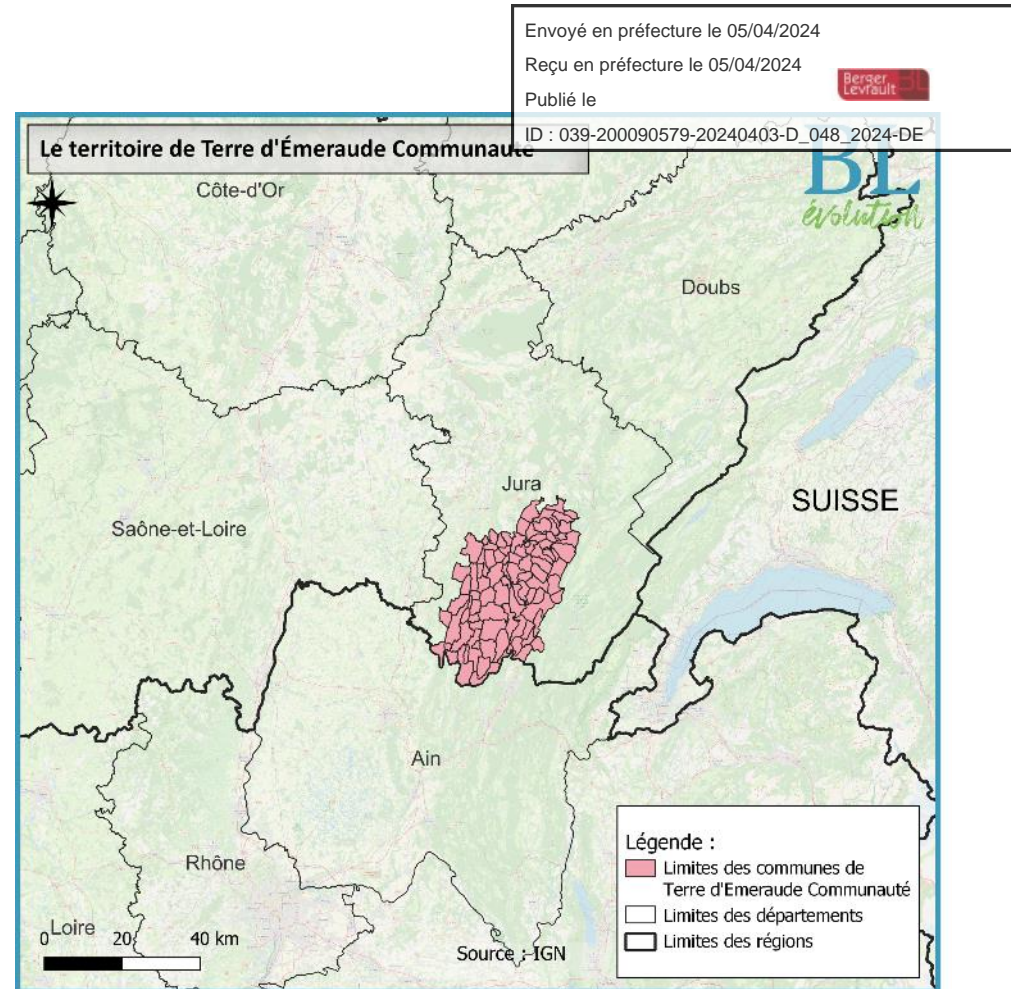 Envoyé en préfecture le 05/04/2024
Reçu en préfecture le 05/04/2024
Berger
Levrault
Publié le
ID : 039-200090579-20240403-D_048_2024-DE
Le territoire de Terre d'Émeraude Communauté
BL
évolution
Côte-d'Or
Doubs
Jura
SUISSE
Saône-et-Loire
Ain
Rhône
Loire
0 20 40 km
Source : IGN
Légende :
Limites des communes de
Terre d'Emeraude Communauté
Limites des départements
Limites des régions